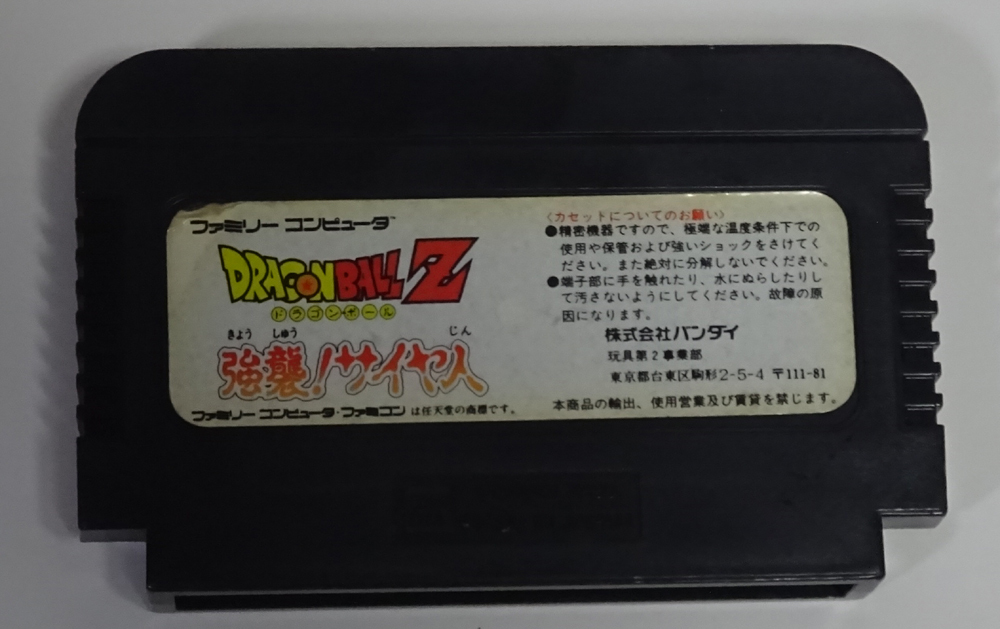 ファミリー コンピュータ™
DRAGON BALL Z
ドラゴンボール
きょう しゅう じん
強襲!サイヤ人
ファミリー コンピュータ・ファミコン は任天堂の商標です。
〈カセットについてのお願い〉
●精密機器ですので、極端な温度条件下での
使用や保管および強いショックをさけてく
ださい。また絶対に分解しないでください。
●端子部に手を触れたり、水にぬらしたりし
て汚さないようにしてください。故障の原
因になります。
株式会社バンダイ
玩具第2事業部
東京都台東区駒形2-5-4 〒111-81
本商品の輸出、使用営業及び賃貸を禁じます。